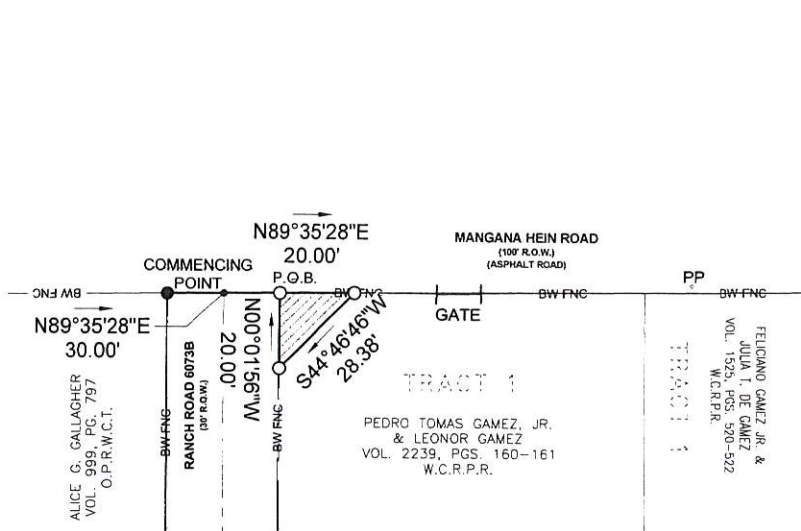 N89°35'28"E
20.00'
MANGANA HEIN ROAD
(100' R.O.W.)
(ASPHALT ROAD)
COMMENCING
POINT
P.O.B.
PP
BW FNC
BW FNC
BW FNC
BW FNC
GATE
N89°35'28"E
30.00'
N00°01'56"W
20.00'
S44°46'46"W
28.38'
RANCH ROAD 6073B
(30' R.O.W.)
BW FNC
BW FNC
ALICE G. GALLAGHER
VOL. 999, PG. 797
O.P.R.W.C.T.
TRACT 1
PEDRO TOMAS GAMEZ, JR.
& LEONOR GAMEZ
VOL. 2239, PGS. 160-161
W.C.R.P.R.
TRACT 1
FELICIANO GAMEZ JR. &
JULIA T. DE GAMEZ
VOL. 1525, PGS. 520-522
W.C.R.P.R.